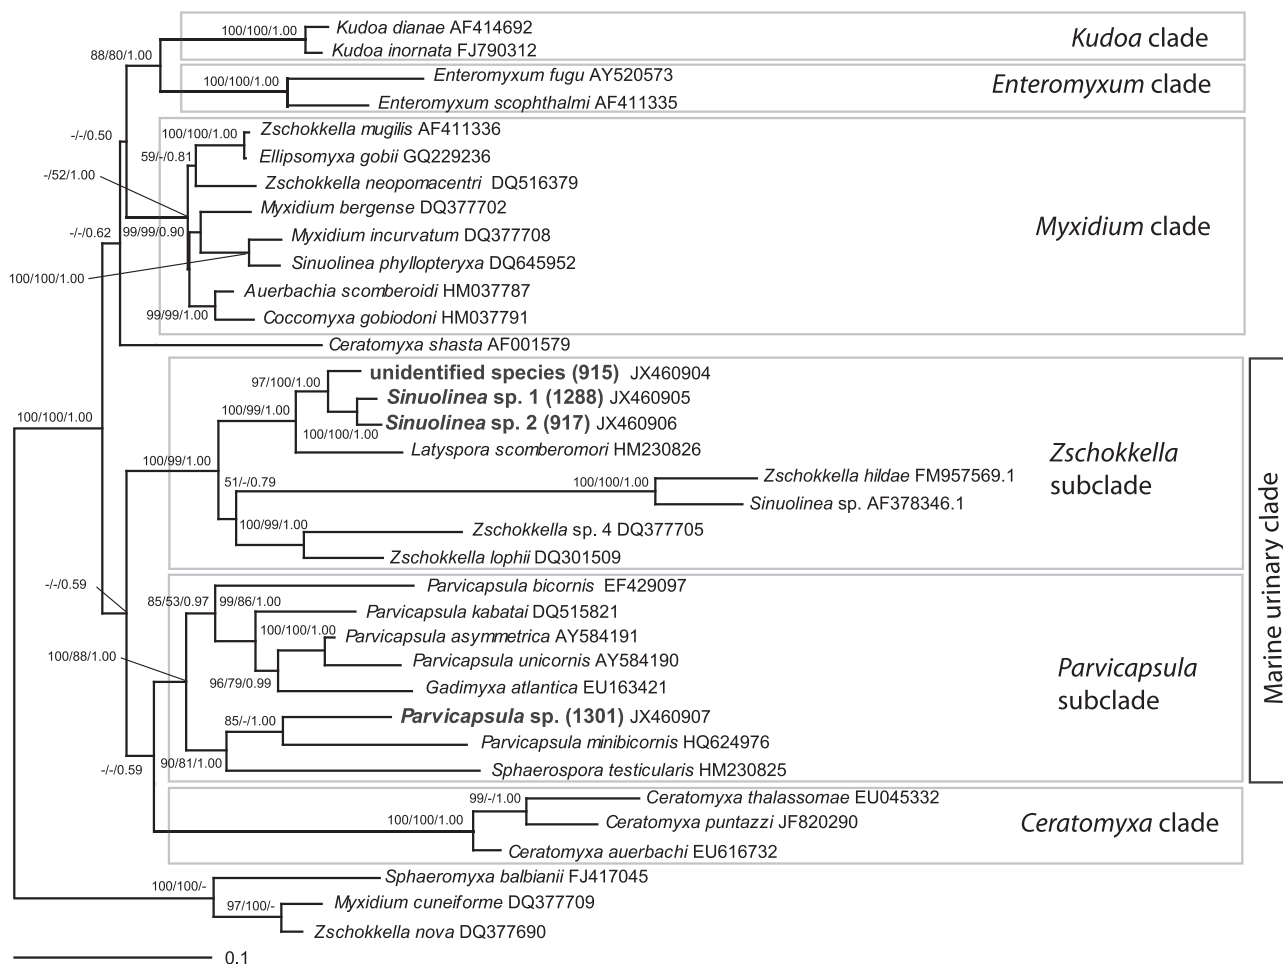 100/100/1.00
Kudoa dianae AF414692
Kudoa inornata FJ790312
Kudoa clade
88/80/1.00
100/100/1.00
Enteromyxum fugu AY520573
Enteromyxum scophthalmi AF411335
Enteromyxum clade
-/-/0.50
100/100/1.00
Zschokkella mugilis AF411336
59/-/0.81
Ellipsomyxa gobii GQ229236
-/52/1.00
Zschokkella neopomacentri DQ516379
Myxidium bergense DQ377702
Myxidium clade
-/-/0.62
99/99/0.90
Myxidium incurvatum DQ377708
Sinuolinea phyllopteryxa DQ645952
100/100/1.00
Auerbachia scomberoidi HM037787
99/99/1.00
Coccomyxa gobiodoni HM037791
Ceratomyxa shasta AF001579
unidentified species (915) JX460904
97/100/1.00
Sinuolinea sp. 1 (1288) JX460905
100/100/1.00
100/99/1.00
Sinuolinea sp. 2 (917) JX460906
100/100/1.00
Latyspora scomberomori HM230826
100/99/1.00
Zschokkella
subclade
Zschokkella hildae FM957569.1
51/-/0.79
100/100/1.00
Sinuolinea sp. AF378346.1
100/99/1.00
Zschokkella sp. 4 DQ377705
Zschokkella lophii DQ301509
Marine urinary clade
-/-/0.59
Parvicapsula bicornis EF429097
85/53/0.97
99/86/1.00
Parvicapsula kabatai DQ515821
100/100/1.00
Parvicapsula asymmetrica AY584191
100/88/1.00
Parvicapsula unicornis AY584190
96/79/0.99
Gadimyxa atlantica EU163421
Parvicapsula
subclade
85/-/1.00
Parvicapsula sp. (1301) JX460907
Parvicapsula minibicornis HQ624976
-/-/0.59
90/81/1.00
Sphaerospora testicularis HM230825
99/-/1.00
Ceratomyxa thalassomae EU045332
100/100/1.00
Ceratomyxa puntazzi JF820290
Ceratomyxa clade
Ceratomyxa auerbachi EU616732
100/100/-
Sphaeromyxa balbianii FJ417045
97/100/-
Myxidium cuneiforme DQ377709
Zschokkella nova DQ377690
0.1